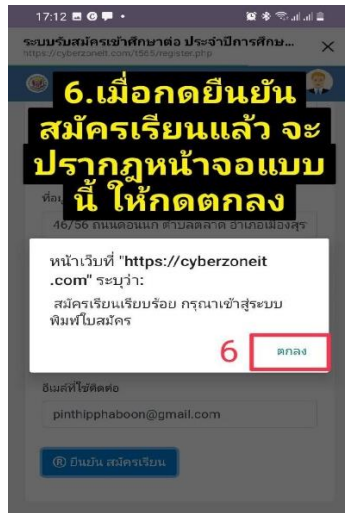 17:12
ระบบรับสมัครเข้าศึกษาต่อ ประจำปีการศึกษ...
https://cyberzoneit.com/t565/register.php
6.เมื่อกดยืนยัน
สมัครเรียนแล้ว จะ
ปรากฎหน้าจอแบบ
นี้ ให้กดตกลง
46/56 ถนนดอนนก ตำบลตลาด อำเภอเมืองสุร
หน้าเว็บที่ "https://cyberzoneit
.com" ระบุว่า:
สมัครเรียนเรียบร้อย กรุณาเข้าสู่ระบบ
พิมพ์ใบสมัคร
6 ตกลง
อีเมล์ที่ใช้ติดต่อ
pinthipphaboon@gmail.com
® ยืนยัน สมัครเรียน